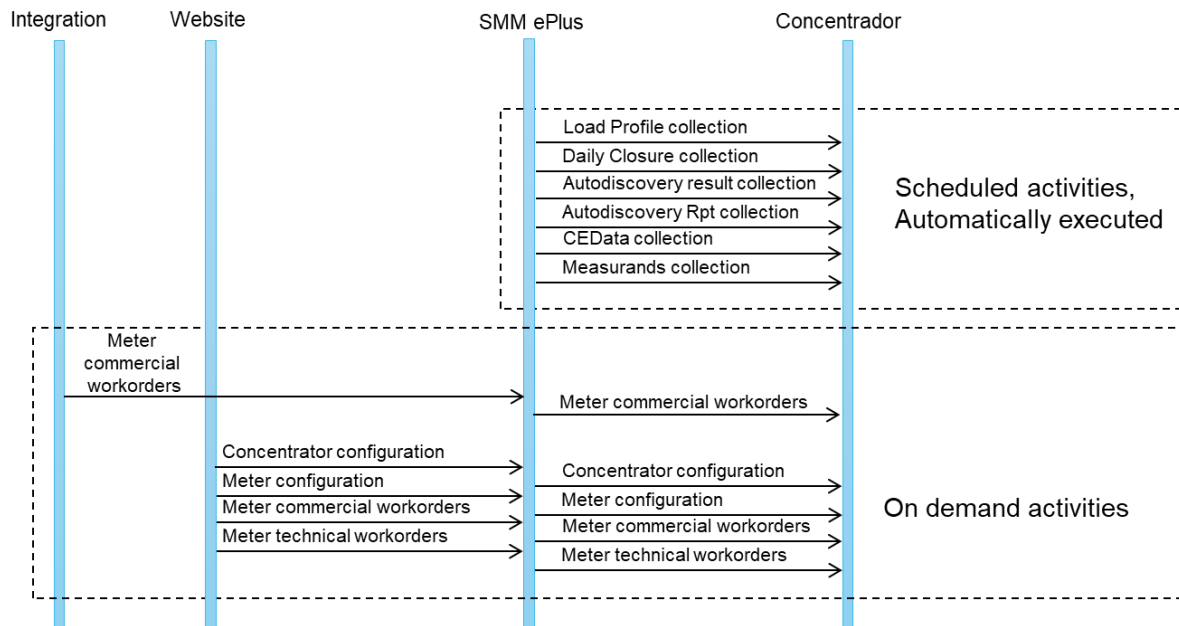 Integration
Website
SMM ePlus
Concentrador
Load Profile collection
Daily Closure collection
Autodiscovery result collection
Autodiscovery Rpt collection
CEData collection
Measurands collection
Scheduled activities,
Automatically executed
Meter
commercial
workorders
Meter commercial workorders
Concentrator configuration
Meter configuration
Meter commercial workorders
Meter technical workorders
Concentrator configuration
Meter configuration
Meter commercial workorders
Meter technical workorders
On demand activities